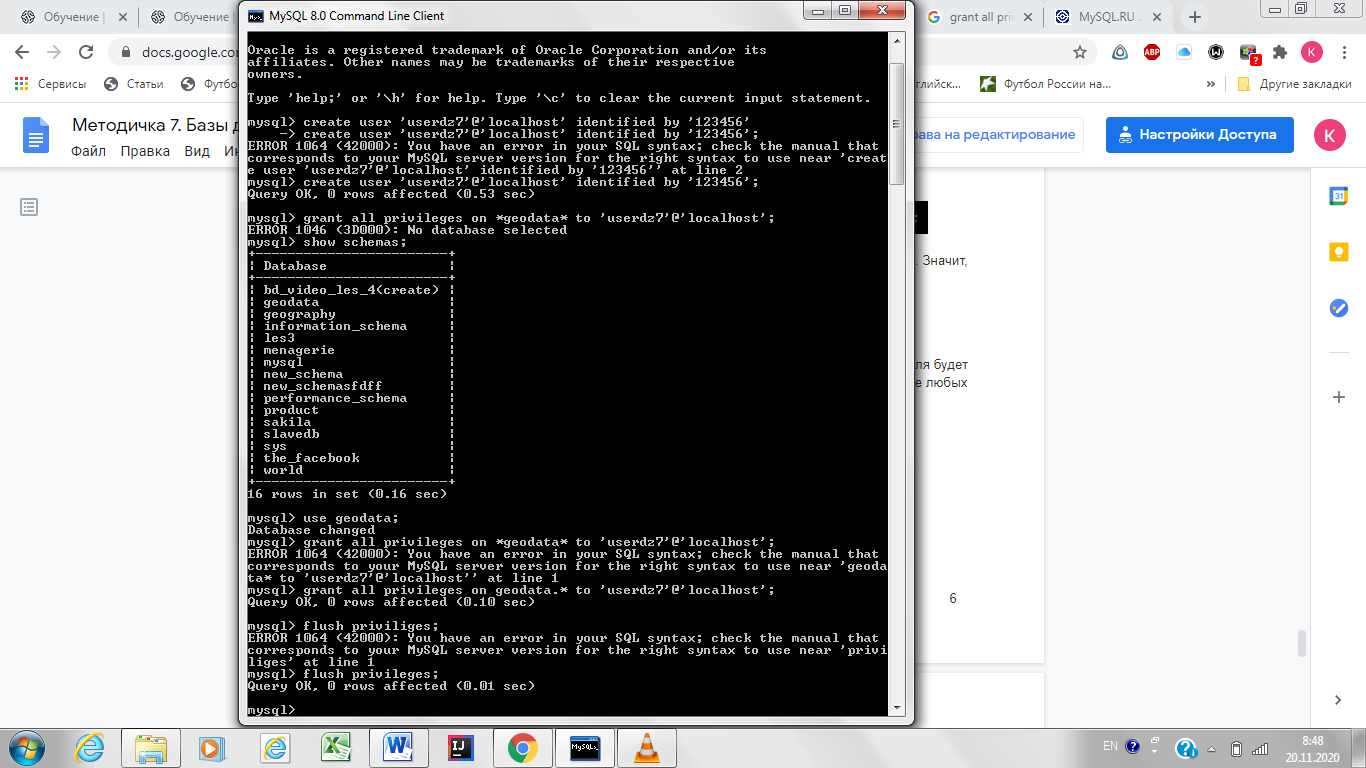 Обучение |
Обучение |
MySQL 8.0 Command Line Client
grant all pri
MySQL.RU
docs.google.co
ABP
Сервисы
Статьи
Футбо
глийск...
Футбол России на...
»
Другие закладки
Методичка 7. Базы д
Файл Правка Вид Ин
рава на редактирование
Настройки Доступа
K
Oracle is a registered trademark of Oracle Corporation and/or its
affiliates. Other names may be trademarks of their respective
owners.
Type 'help;' or '\h' for help. Type '\c' to clear the current input statement.
mysql> create user 'userdz7'@'localhost' identified by '123456'
-> create user 'userdz7'@'localhost' identified by '123456';
ERROR 1064 (42000): You have an error in your SQL syntax; check the manual that
corresponds to your MySQL server version for the right syntax to use near 'creat
e user 'userdz7'@'localhost' identified by '123456'' at line 2
mysql> create user 'userdz7'@'localhost' identified by '123456';
Query OK, 0 rows affected (0.53 sec)
mysql> grant all privileges on *geodata* to 'userdz7'@'localhost';
ERROR 1046 (3D000): No database selected
mysql> show schemas;
+------------------------+
| Database |
+------------------------+
| bd_video_les_4(create) |
| geodata |
| geography |
| information_schema |
| les3 |
| menagerie |
| mysql |
| new_schema |
| new_schemasfdff |
| performance_schema |
| product |
| sakila |
| slavedb |
| sys |
| the_facebook |
| world |
+------------------------+
16 rows in set (0.16 sec)
mysql> use geodata;
Database changed
mysql> grant all privileges on *geodata* to 'userdz7'@'localhost';
ERROR 1064 (42000): You have an error in your SQL syntax; check the manual that
corresponds to your MySQL server version for the right syntax to use near 'geoda
ta* to 'userdz7'@'localhost'' at line 1
mysql> grant all privileges on geodata.* to 'userdz7'@'localhost';
Query OK, 0 rows affected (0.10 sec)
mysql> flush priviliges;
ERROR 1064 (42000): You have an error in your SQL syntax; check the manual that
corresponds to your MySQL server version for the right syntax to use near 'privi
liges' at line 1
mysql> flush privileges;
Query OK, 0 rows affected (0.01 sec)
mysql>
. Значит,
ля будет
е любых
6
31
EN
8:48
20.11.2020